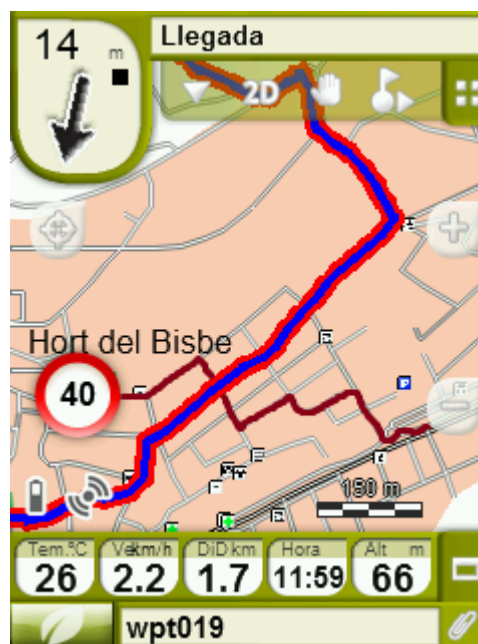 14 m
Llegada
2D
Hort del Bisbe
40
150 m
Tem.ºC
26
Vel km/h
2.2
DiD km
1.7
Hora
11:59
Alt m
66
wpt019